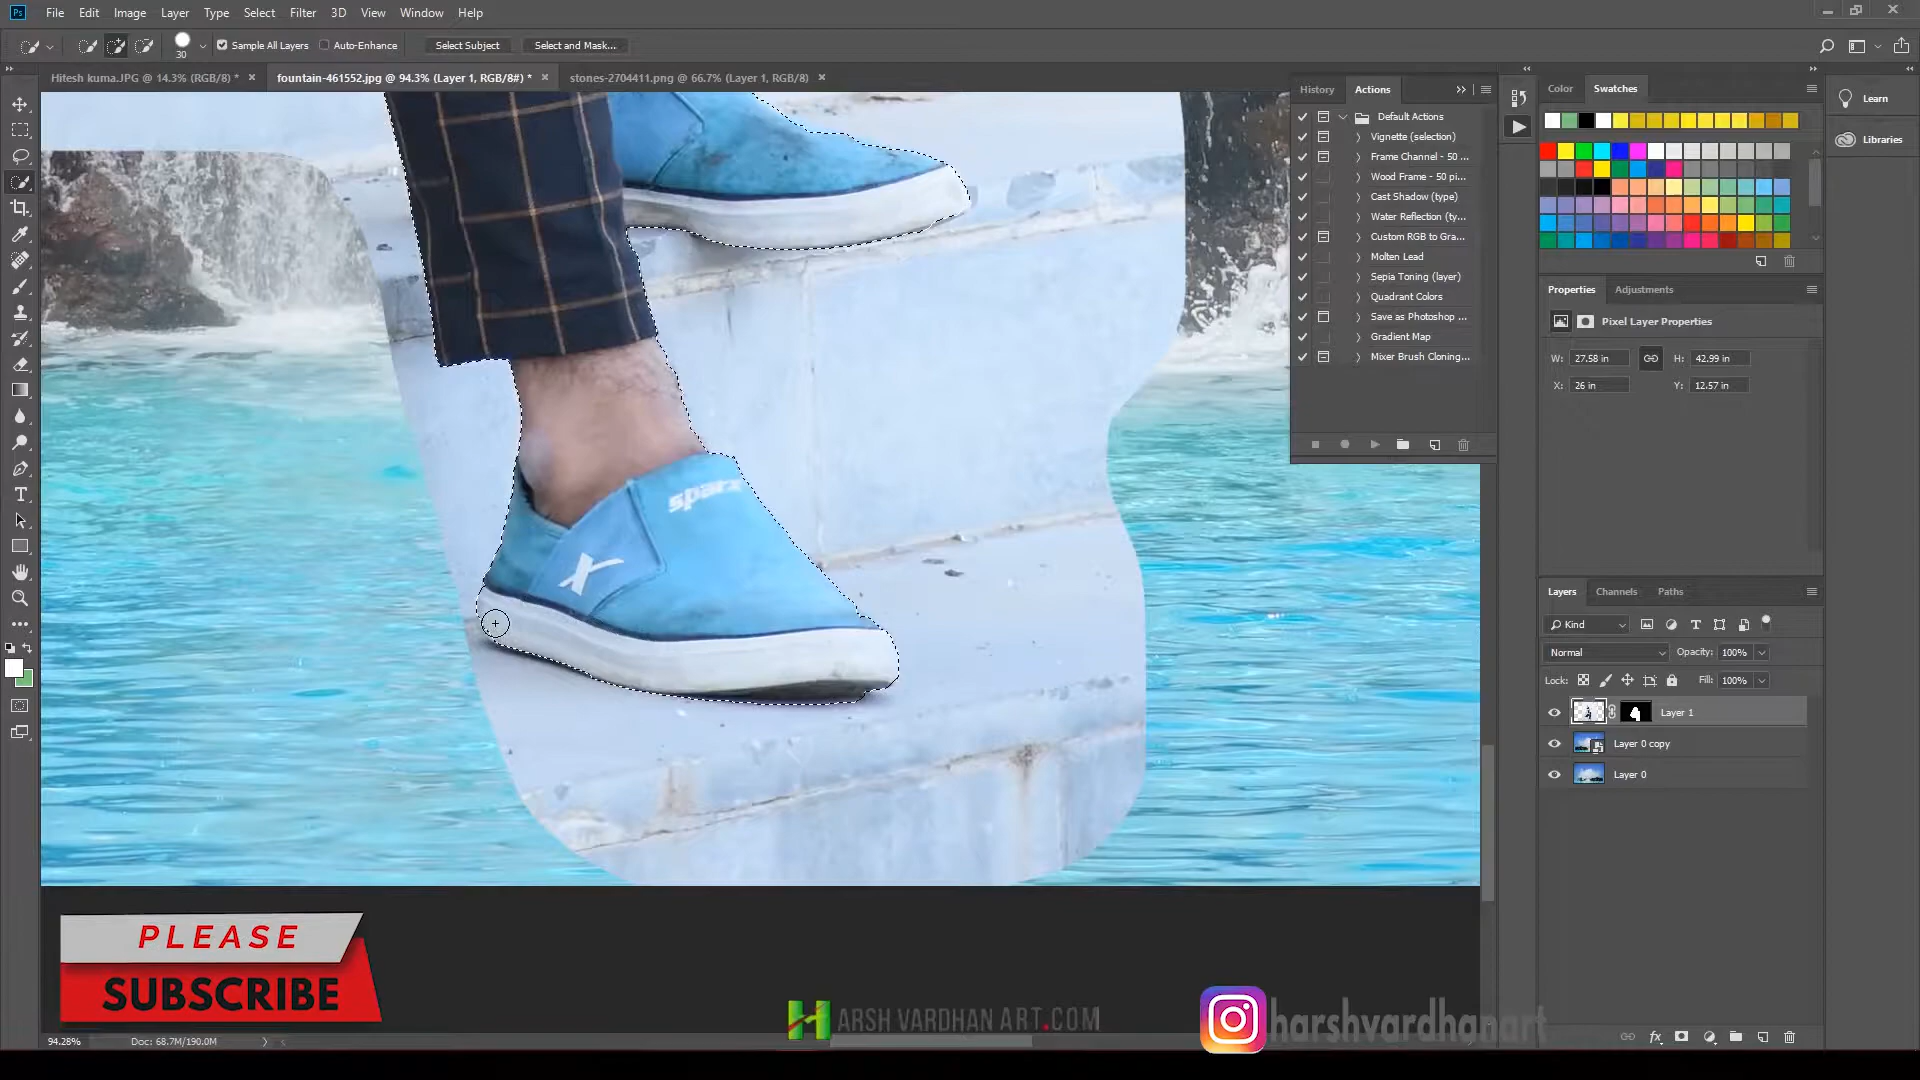 Ps File Edit Image Layer Type Select Filter 3D View Window Help
30 Sample All Layers Auto-Enhance Select Subject Select and Mask...
Hitesh kuma.JPG @ 14.3% (RGB/8) * × fountain-461552.jpg @ 94.3% (Layer 1, RGB/8#) * × stones-2704411.png @ 66.7% (Layer 1, RGB/8) ×
History Actions
Default Actions
Vignette (selection)
Frame Channel - 50 ...
Wood Frame - 50 pi...
Cast Shadow (type)
Water Reflection (ty...
Custom RGB to Gra...
Molten Lead
Sepia Toning (layer)
Quadrant Colors
Save as Photoshop ...
Gradient Map
Mixer Brush Cloning...
Color Swatches
Learn
Libraries
Properties Adjustments
Pixel Layer Properties
W: 27.58 in H: 42.99 in
X: 26 in Y: 12.57 in
Layers Channels Paths
Kind
Normal Opacity: 100%
Lock: Fill: 100%
Layer 1
Layer 0 copy
Layer 0
sparx
X
PLEASE
SUBSCRIBE
HARSH VARDHAN ART.COM
harshvardhanart
94.28% Doc: 68.7M/190.0M